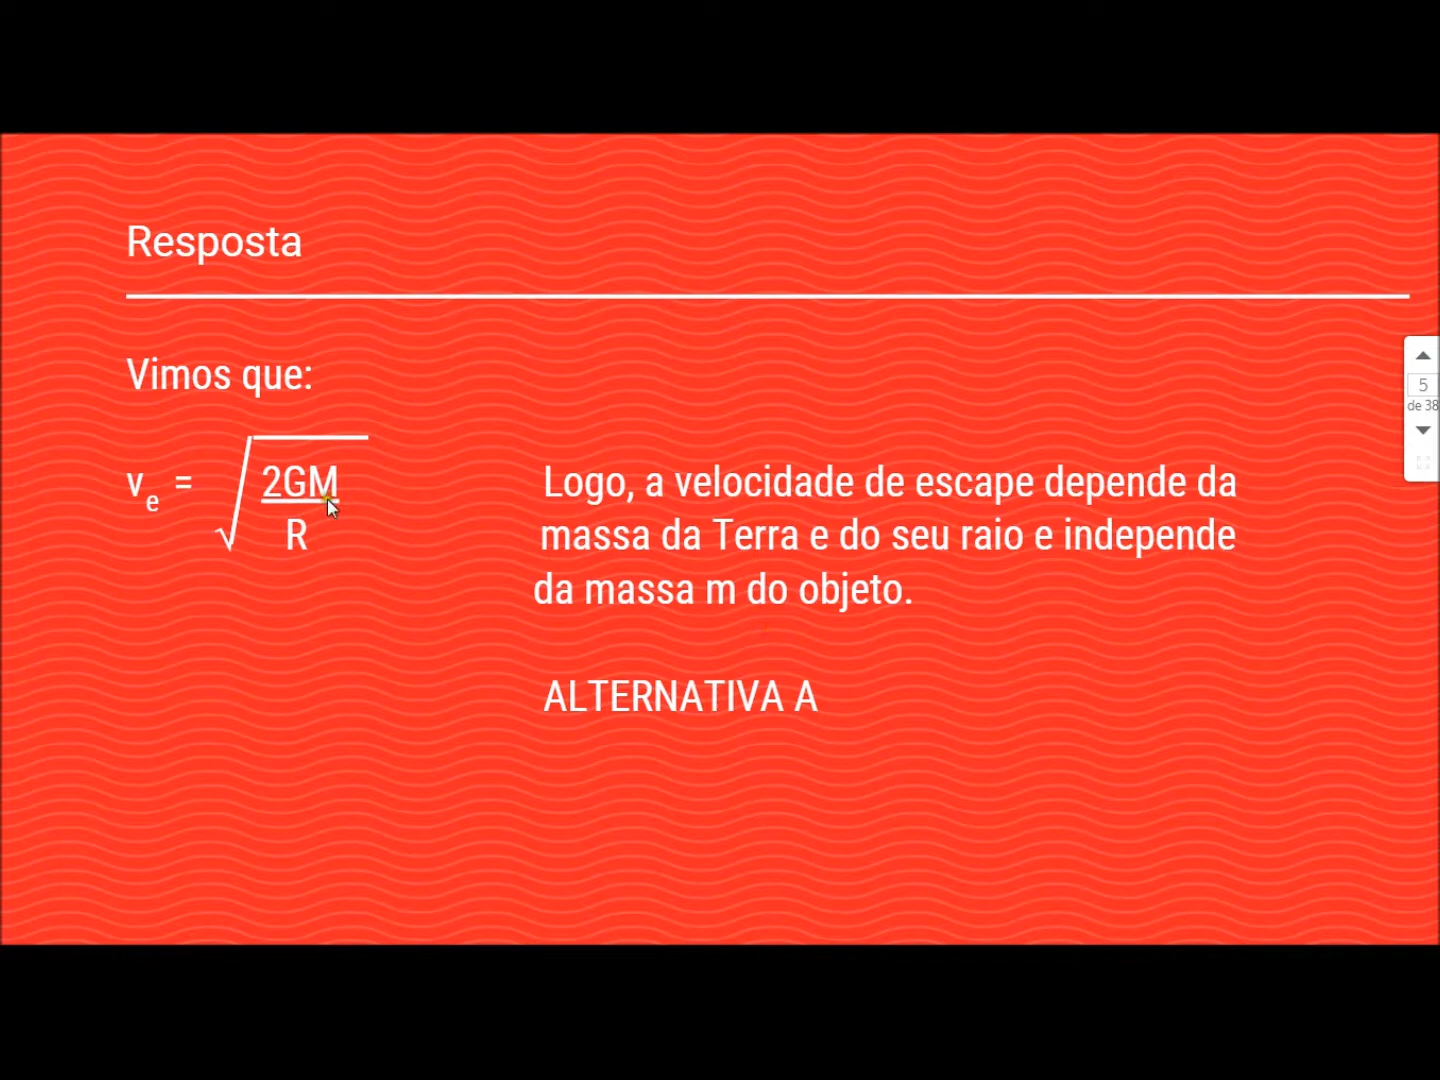 Resposta
Vimos que:
v_e = √(2GM/R)
Logo, a velocidade de escape depende da
massa da Terra e do seu raio e independe
da massa m do objeto.
ALTERNATIVA A
5
de 38